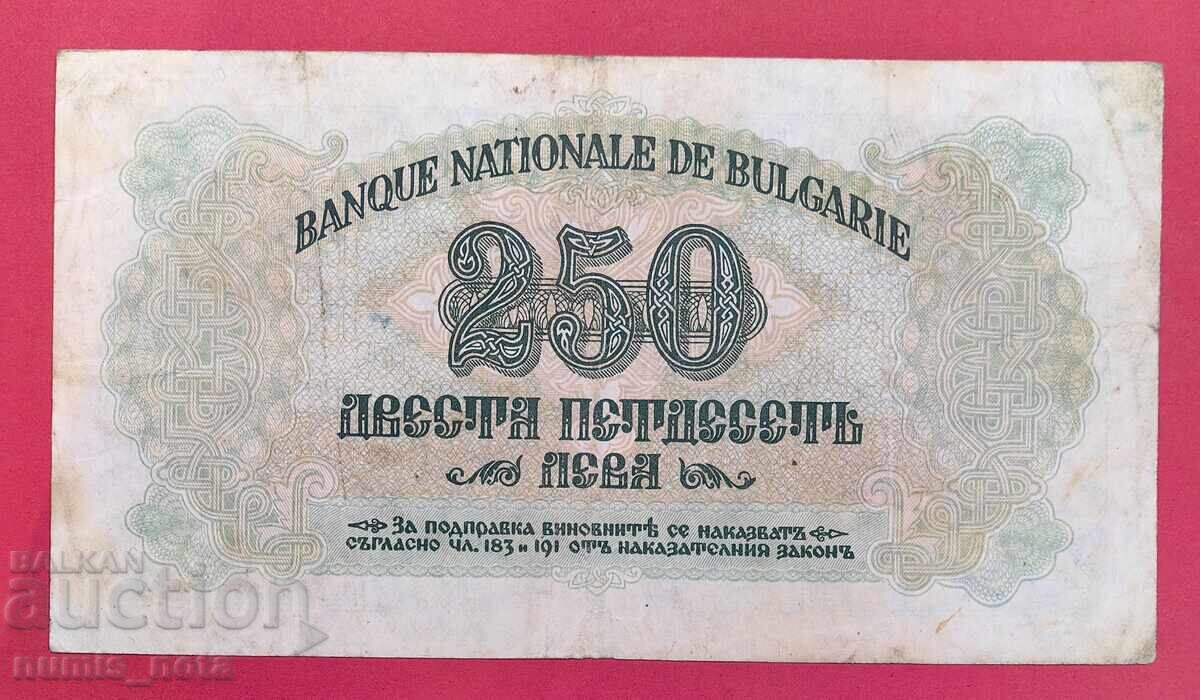 BANQUE NATIONALE DE BULGARIE
250
ДВЕСТА ПЕТДЕСЕТЬ
ЛЕВА
ЗА ПОДПРАВКА ВИНОВНИТѢ СЕ НАКАЗВАТЪ
СЪГЛАСНО ЧЛ. 183 и 191 ОТЪ НАКАЗАТЕЛНИЯ ЗАКОНЪ
BALKAN
auction
numis_nota